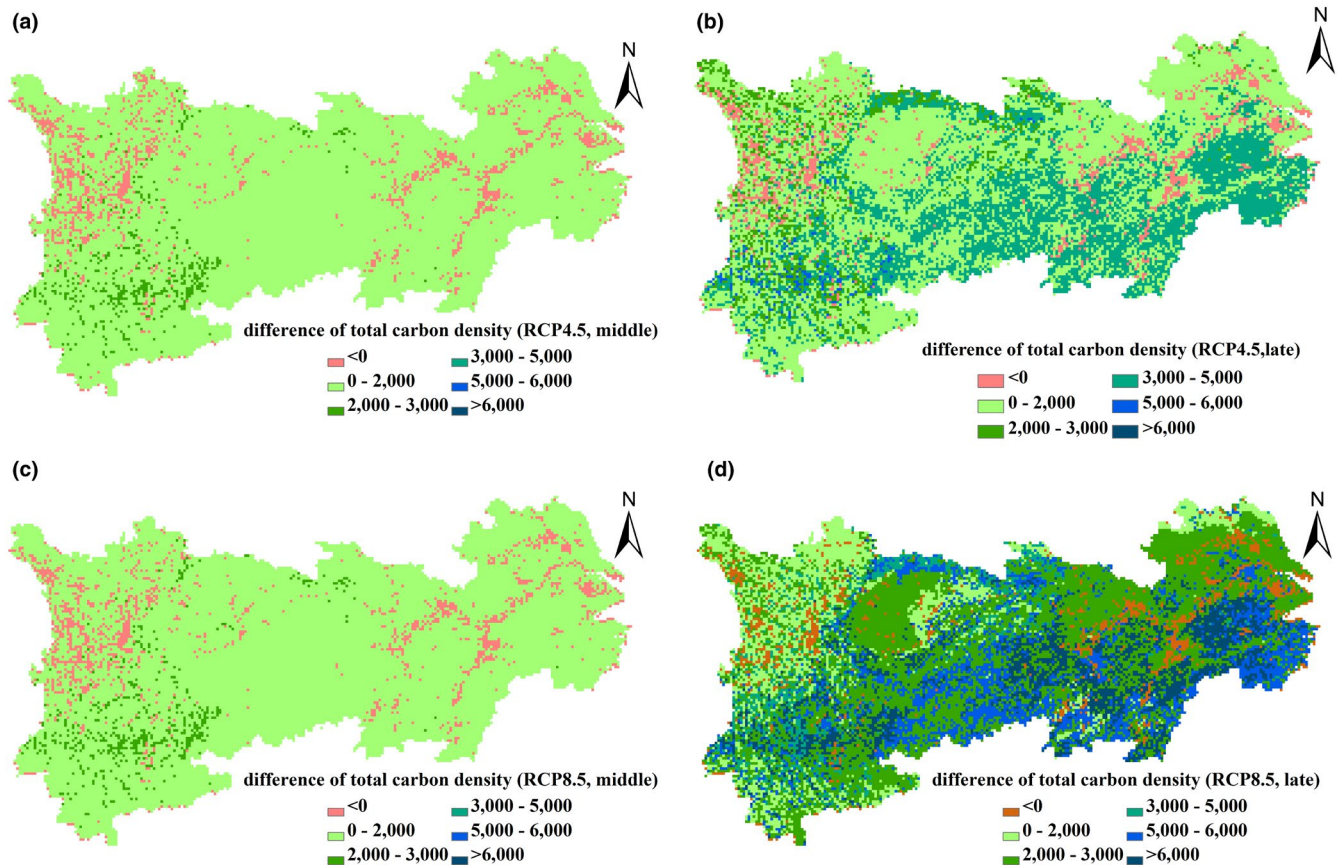 (a)
N
difference of total carbon density (RCP4.5, middle)
<0 3,000 - 5,000
0 - 2,000 5,000 - 6,000
2,000 - 3,000 >6,000
(b)
N
difference of total carbon density (RCP4.5,late)
<0 3,000 - 5,000
0 - 2,000 5,000 - 6,000
2,000 - 3,000 >6,000
(c)
N
difference of total carbon density (RCP8.5, middle)
<0 3,000 - 5,000
0 - 2,000 5,000 - 6,000
2,000 - 3,000 >6,000
(d)
N
difference of total carbon density (RCP8.5, late)
<0 3,000 - 5,000
0 - 2,000 5,000 - 6,000
2,000 - 3,000 >6,000